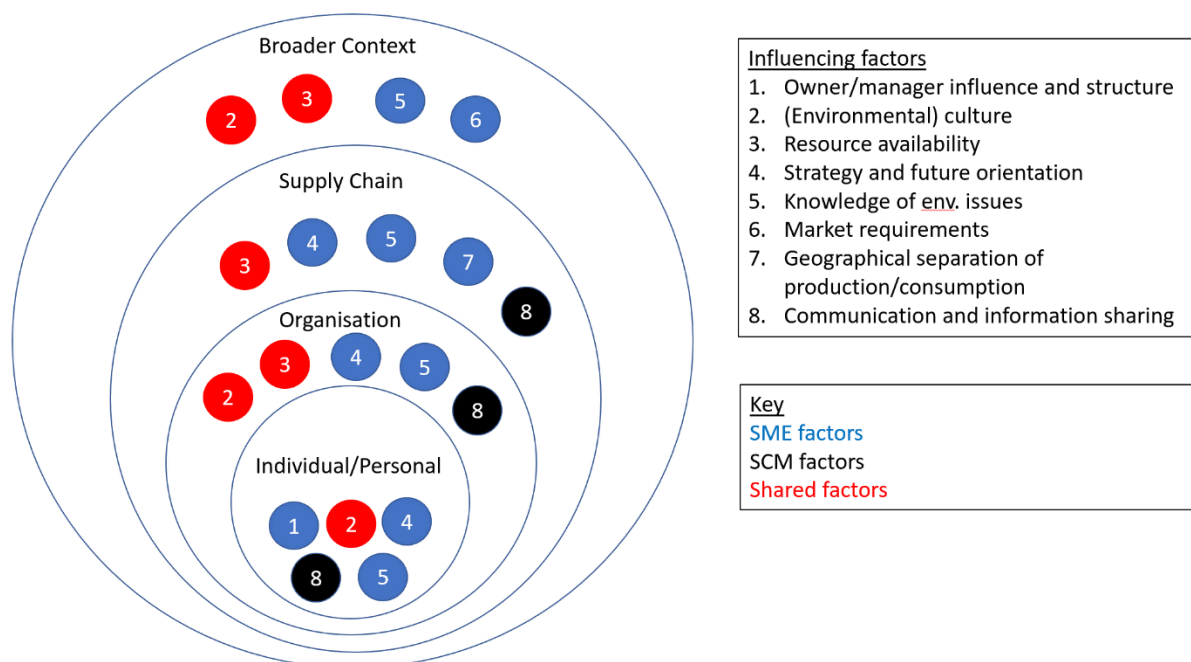 Broader Context
2
3
5
6
Supply Chain
3
4
5
7
8
Organisation
2
3
4
5
8
Individual/Personal
1
2
4
8
5
Influencing factors
1. Owner/manager influence and structure
2. (Environmental) culture
3. Resource availability
4. Strategy and future orientation
5. Knowledge of env. issues
6. Market requirements
7. Geographical separation of
production/consumption
8. Communication and information sharing
Key
SME factors
SCM factors
Shared factors